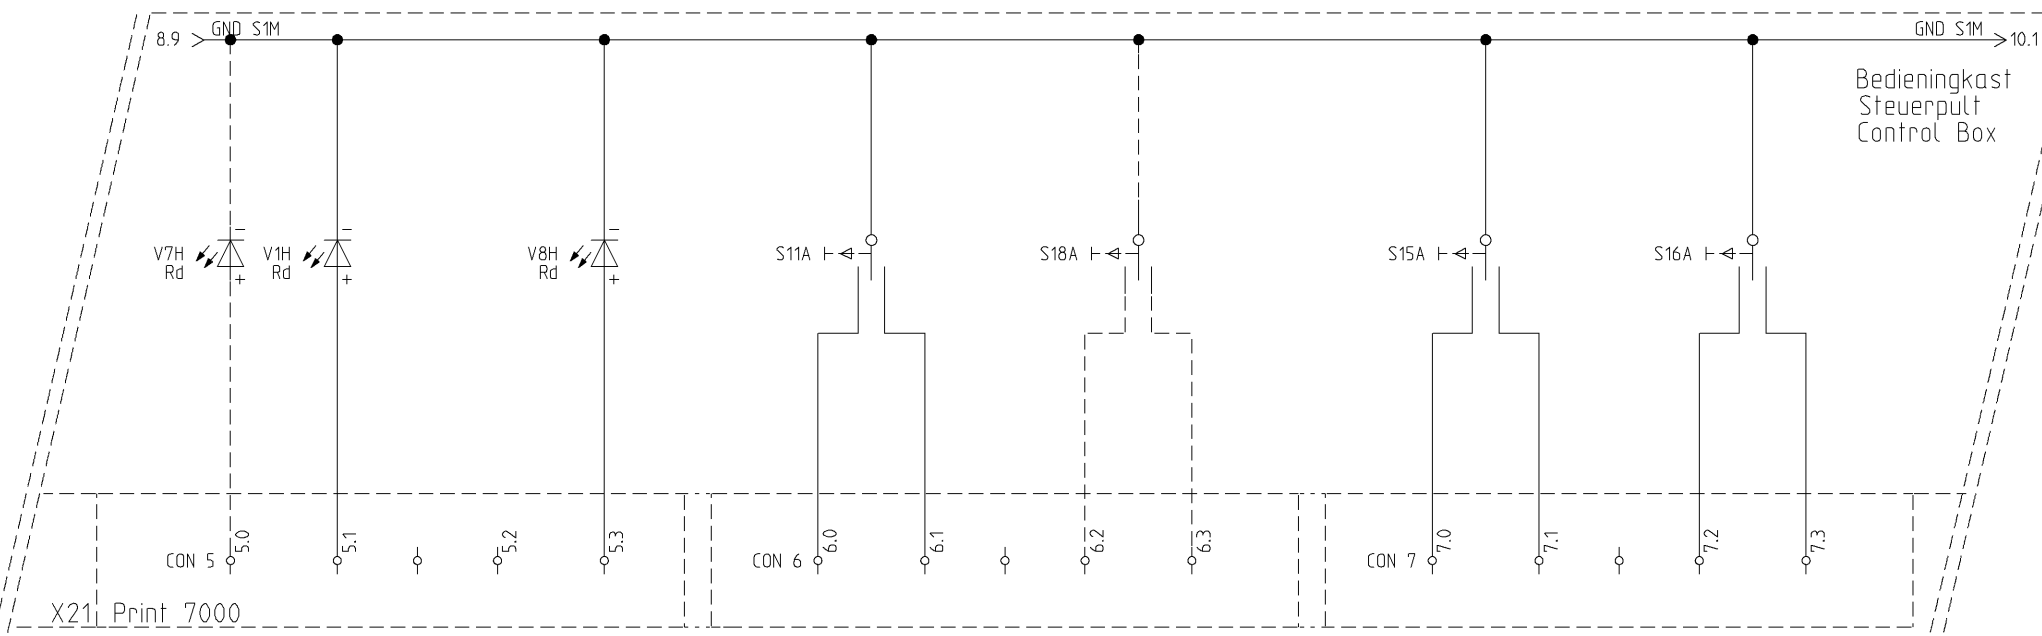 8.9
GND S1M
GND S1M
10.1
Bedieningkast
Steuerpult
Control Box
V7H
Rd
V1H
Rd
V8H
Rd
S11A
S18A
S15A
S16A
- 
+
-
+
-
+
CON 5
5.0
5.1
5.2
5.3
CON 6
6.0
6.1
6.2
6.3
CON 7
7.0
7.1
7.2
7.3
X21 Print 7000